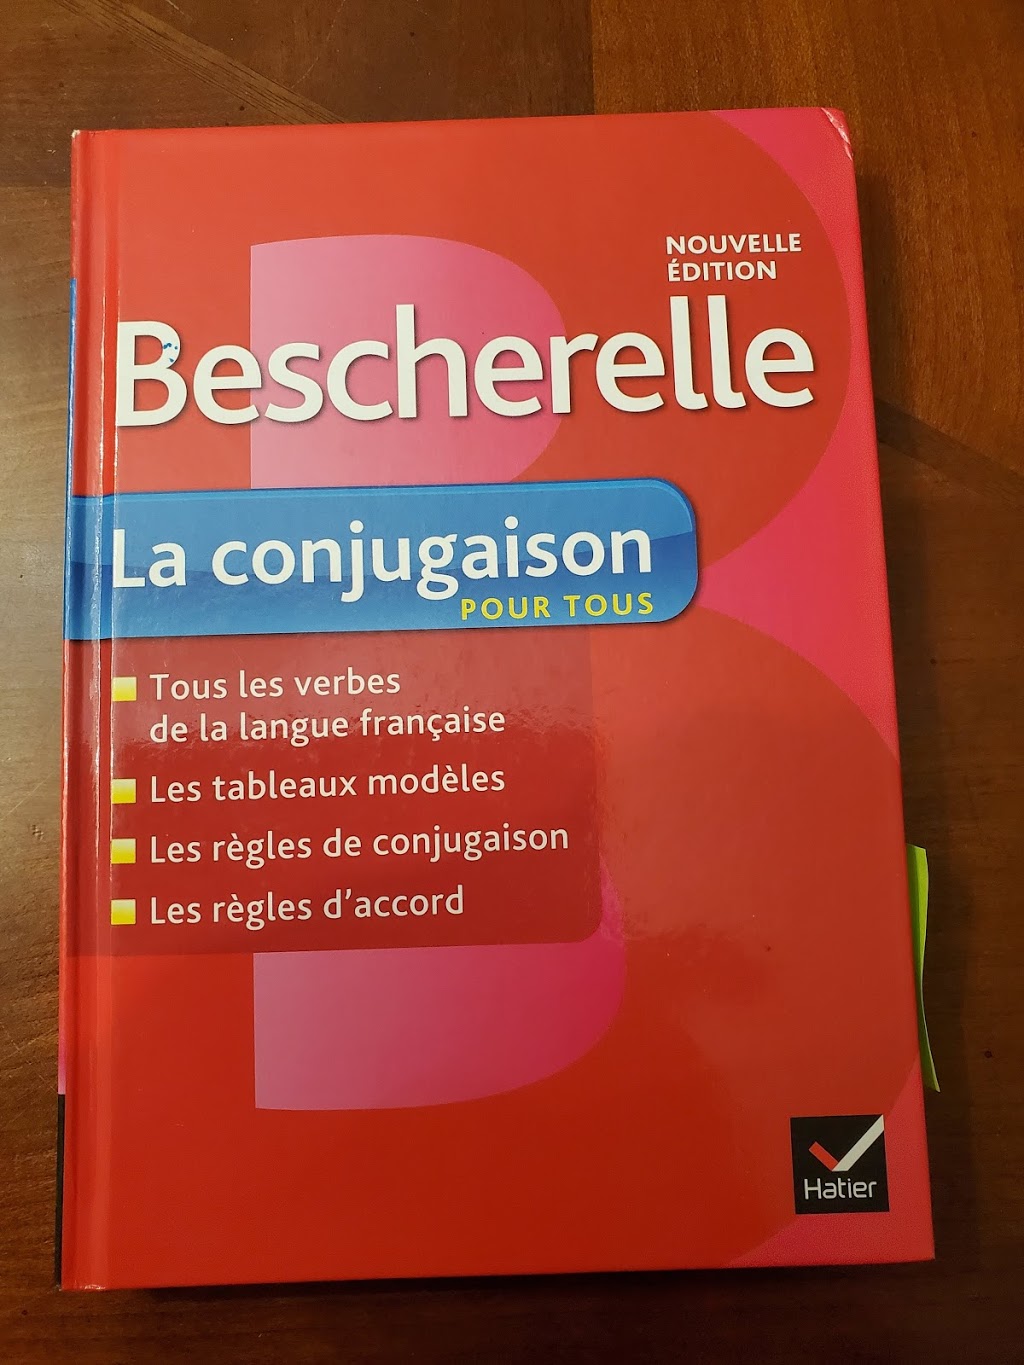 NOUVELLE
ÉDITION
Bescherelle
La conjugaison
POUR TOUS
Tous les verbes
de la langue française
Les tableaux modèles
Les règles de conjugaison
Les règles d'accord
Hatier